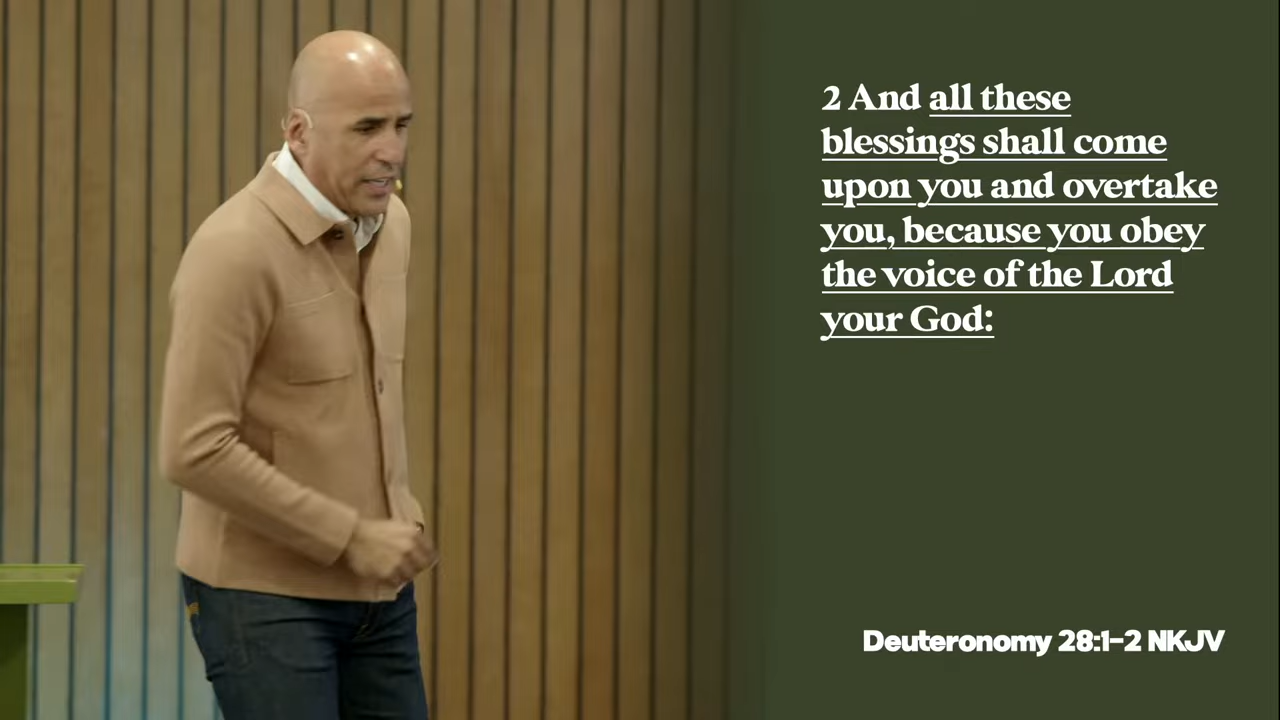 2 And all these
blessings shall come
upon you and overtake
you, because you obey
the voice of the Lord
your God:
Deuteronomy 28:1–2 NKJV